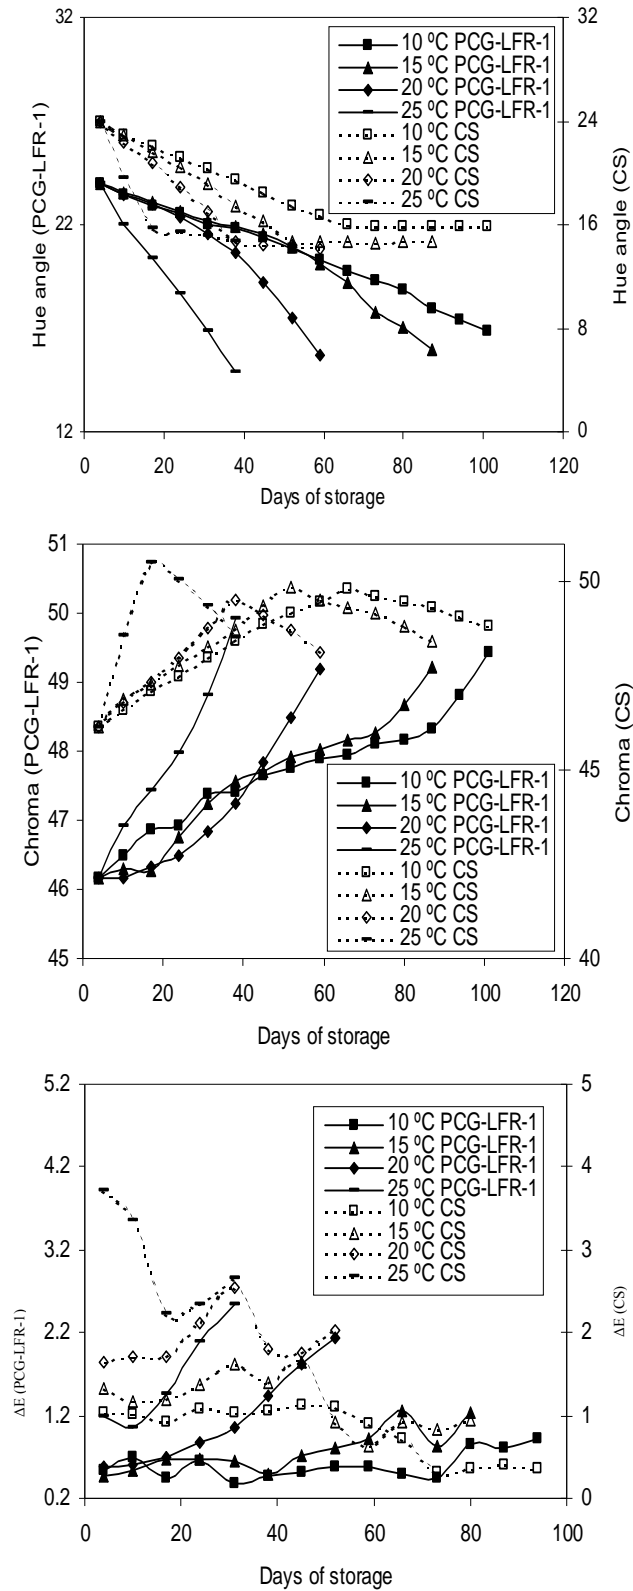 32
22
12
Hue angle (PCG-LFR-1)
10 ºC PCG-LFR-1
15 ºC PCG-LFR-1
20 ºC PCG-LFR-1
25 ºC PCG-LFR-1
10 ºC CS
15 ºC CS
20 ºC CS
25 ºC CS
32
24
16
8
0
Hue angle (CS)
0 20 40 60 80 100 120
Days of storage
51
50
49
48
47
46
45
Chroma (PCG-LFR-1)
10 ºC PCG-LFR-1
15 ºC PCG-LFR-1
20 ºC PCG-LFR-1
25 ºC PCG-LFR-1
10 ºC CS
15 ºC CS
20 ºC CS
25 ºC CS
50
45
40
Chroma (CS)
0 20 40 60 80 100 120
Days of storage
5.2
4.2
3.2
2.2
1.2
0.2
ΔE (PCG-LFR-1)
10 ºC PCG-LFR-1
15 ºC PCG-LFR-1
20 ºC PCG-LFR-1
25 ºC PCG-LFR-1
10 ºC CS
15 ºC CS
20 ºC CS
25 ºC CS
5
4
3
2
1
0
ΔE (CS)
0 20 40 60 80 100
Days of storage